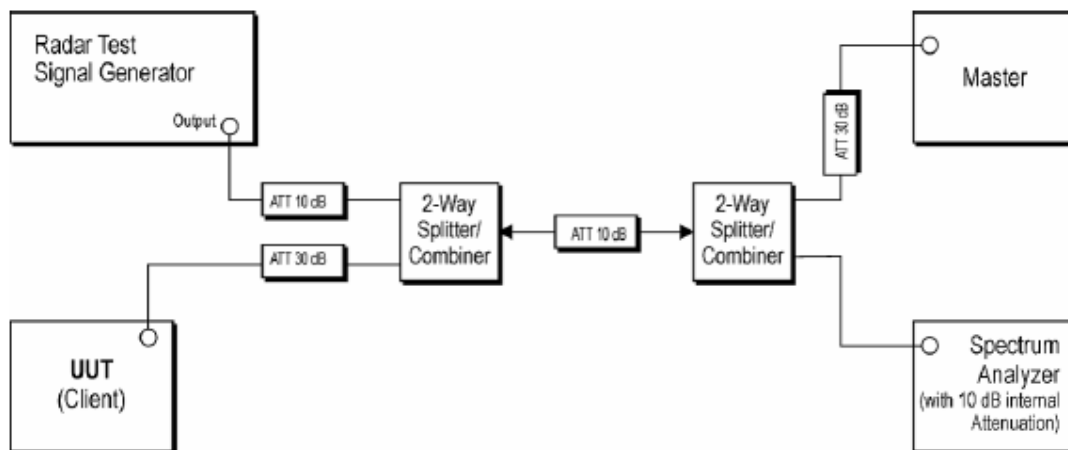 Radar Test
Signal Generator
Output
Master
ATT 30 dB
ATT 10 dB
2-Way
Splitter/
Combiner
ATT 10 dB
2-Way
Splitter/
Combiner
ATT 30 dB
UUT
(Client)
Spectrum
Analyzer
(with 10 dB internal
Attenuation)